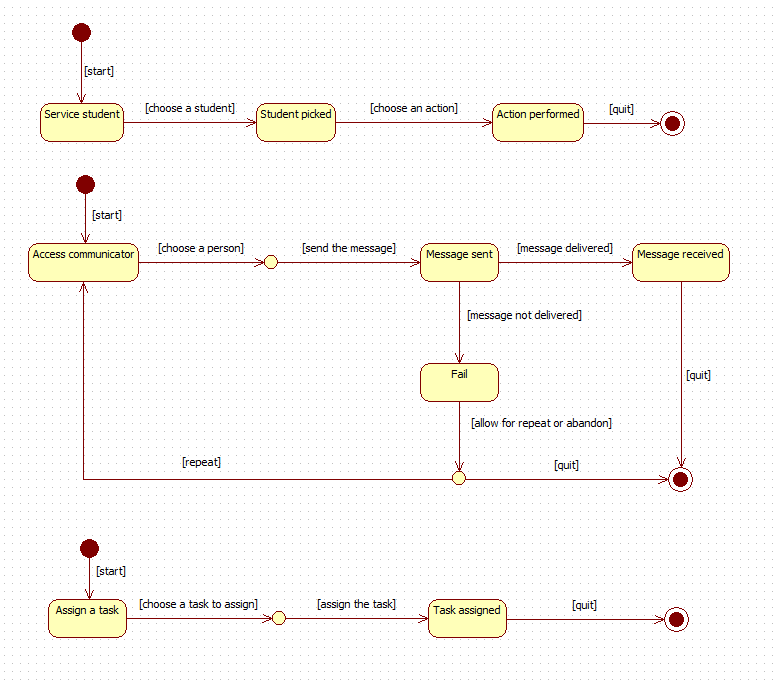 [start]
Service student
[choose a student]
Student picked
[choose an action]
Action performed
[quit]
[start]
Access communicator
[choose a person]
[send the message]
Message sent
[message delivered]
Message received
[message not delivered]
Fail
[quit]
[allow for repeat or abandon]
[repeat]
[quit]
[start]
Assign a task
[choose a task to assign]
[assign the task]
Task assigned
[quit]